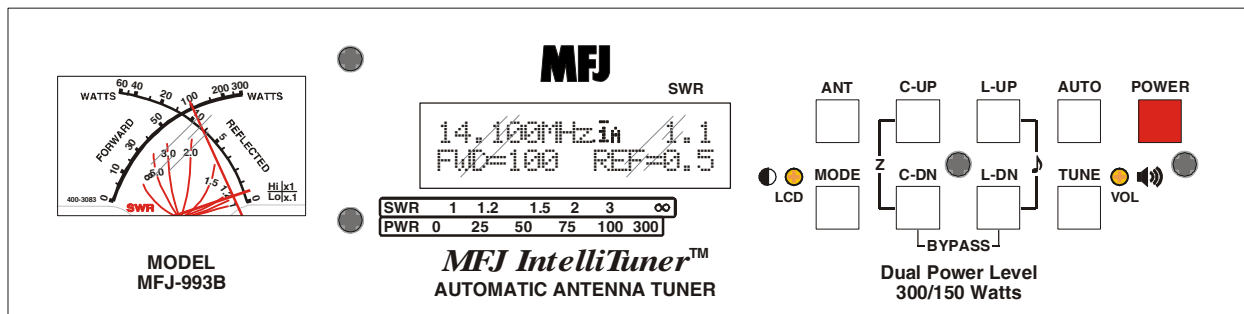 60 40 20 100 200 300
WATTS
WATTS
FORWARD
REFLECTED
0 10 30 50
10 5 1 0
∞ 5.0 3.0 2.0 1.5
SWR
Hi x1
Lo x.1
400-3083
MODEL
MFJ-993B
MFJ
SWR
14.100MHz iA 1.1
FWD=100 REF=0.5
SWR 1 1.2 1.5 2 3 ∞
PWR 0 25 50 75 100 300
MFJ IntelliTuner™
AUTOMATIC ANTENNA TUNER
ANT
C-UP
L-UP
AUTO
POWER
Z
♪
MODE
C-DN
L-DN
TUNE
LCD
VOL
BYPASS
Dual Power Level
300/150 Watts